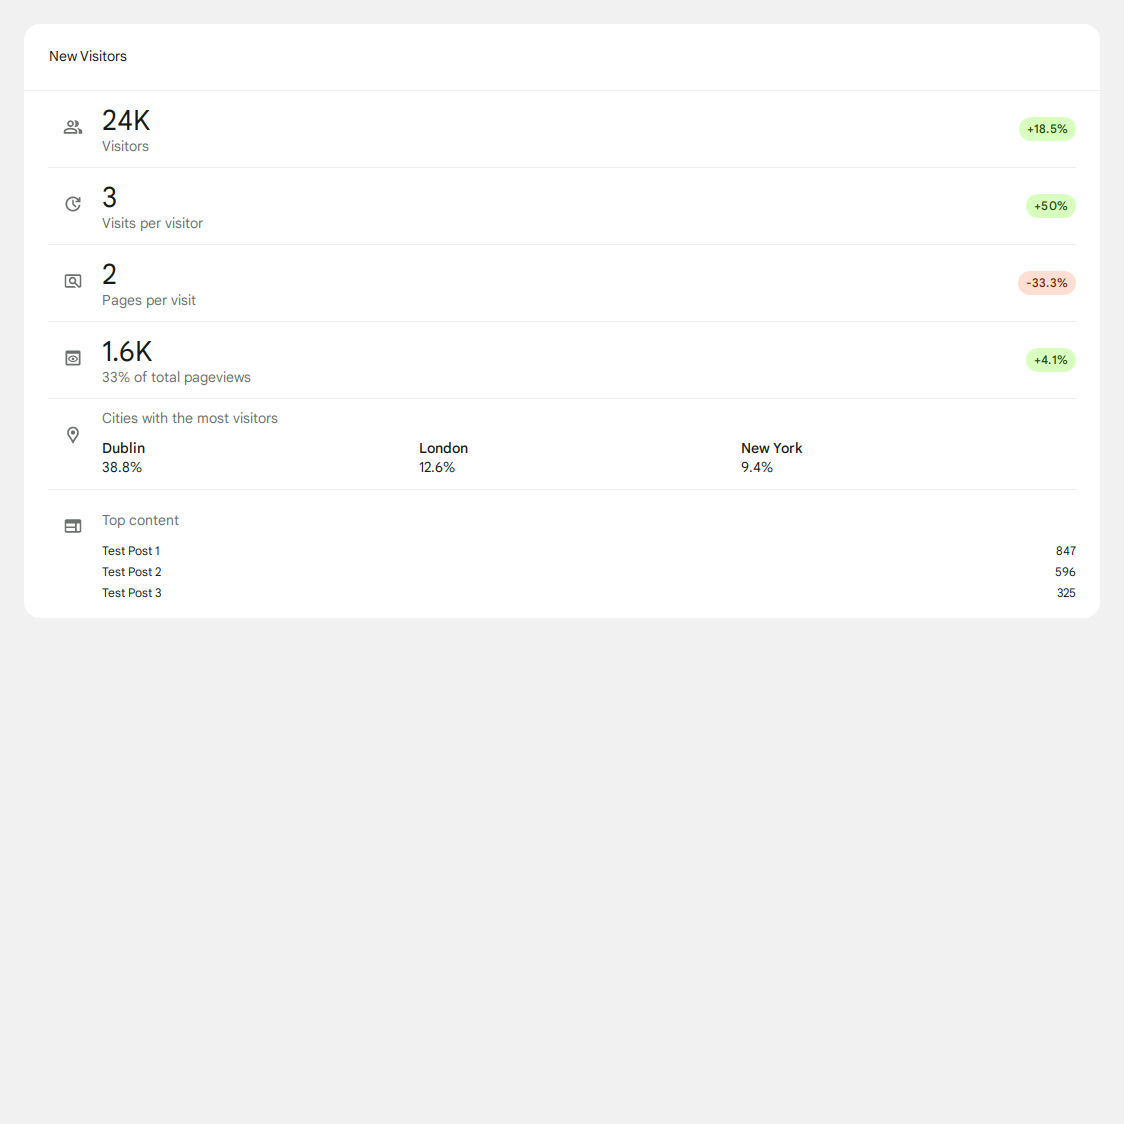 New Visitors
24K
Visitors
+18.5%
3
Visits per visitor
+50%
2
Pages per visit
-33.3%
1.6K
33% of total pageviews
+4.1%
Cities with the most visitors
Dublin London New York
38.8% 12.6% 9.4%
Top content
Test Post 1 847
Test Post 2 596
Test Post 3 325